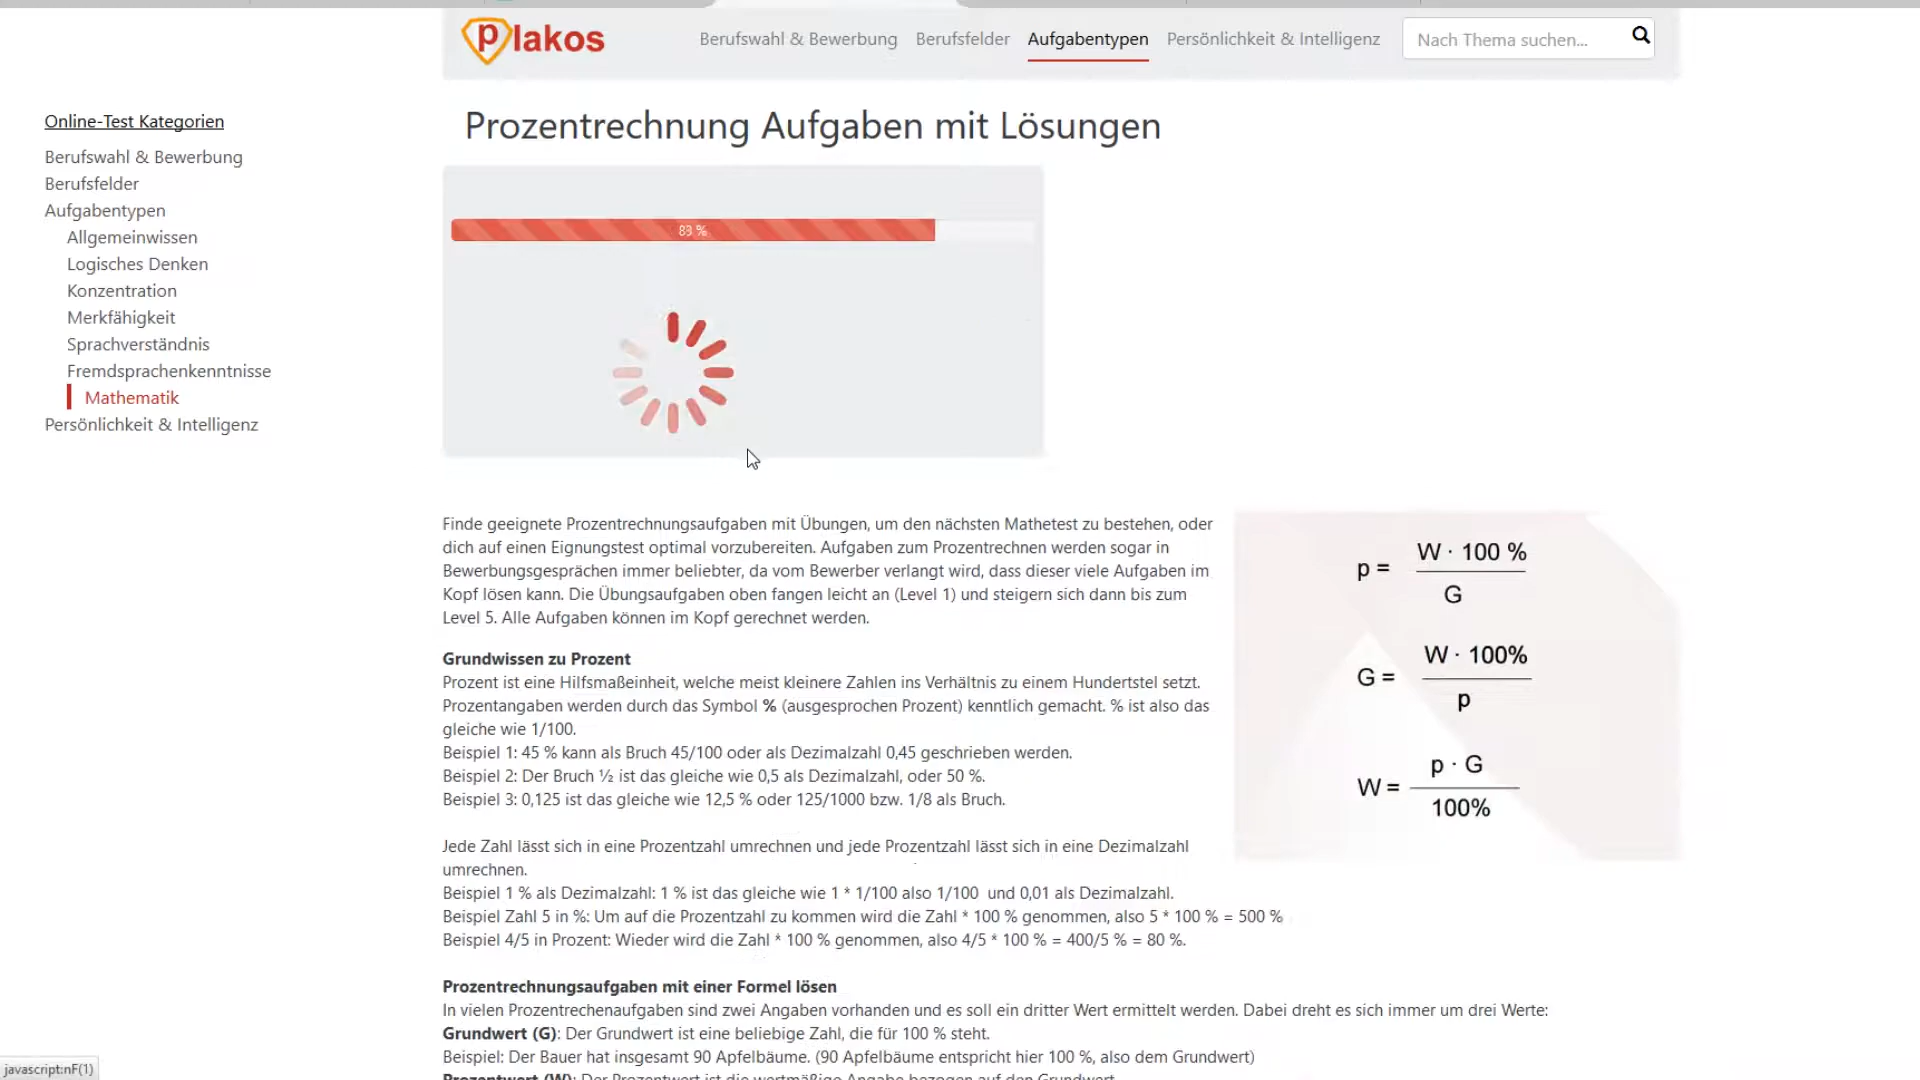 plakos
Berufswahl & Bewerbung Berufsfelder Aufgabentypen Persönlichkeit & Intelligenz Nach Thema suchen...
Online-Test Kategorien
Berufswahl & Bewerbung
Berufsfelder
Aufgabentypen
Allgemeinwissen
Logisches Denken
Konzentration
Merkfähigkeit
Sprachverständnis
Fremdsprachenkenntnisse
Mathematik
Persönlichkeit & Intelligenz
Prozentrechnung Aufgaben mit Lösungen
83 %
Finde geeignete Prozentrechnungsaufgaben mit Übungen, um den nächsten Mathetest zu bestehen, oder
dich auf einen Eignungstest optimal vorzubereiten. Aufgaben zum Prozentrechnen werden sogar in
Bewerbungsgesprächen immer beliebter, da vom Bewerber verlangt wird, dass dieser viele Aufgaben im
Kopf lösen kann. Die Übungsaufgaben oben fangen leicht an (Level 1) und steigern sich dann bis zum
Level 5. Alle Aufgaben können im Kopf gerechnet werden.
Grundwissen zu Prozent
Prozent ist eine Hilfsmaßeinheit, welche meist kleinere Zahlen ins Verhältnis zu einem Hundertstel setzt.
Prozentangaben werden durch das Symbol % (ausgesprochen Prozent) kenntlich gemacht. % ist also das
gleiche wie 1/100.
Beispiel 1: 45 % kann als Bruch 45/100 oder als Dezimalzahl 0,45 geschrieben werden.
Beispiel 2: Der Bruch ½ ist das gleiche wie 0,5 als Dezimalzahl, oder 50 %.
Beispiel 3: 0,125 ist das gleiche wie 12,5 % oder 125/1000 bzw. 1/8 als Bruch.
Jede Zahl lässt sich in eine Prozentzahl umrechnen und jede Prozentzahl lässt sich in eine Dezimalzahl
umrechnen.
Beispiel 1 % als Dezimalzahl: 1 % ist das gleiche wie 1 * 1/100 also 1/100 und 0,01 als Dezimalzahl.
Beispiel Zahl 5 in %: Um auf die Prozentzahl zu kommen wird die Zahl * 100 % genommen, also 5 * 100 % = 500 %
Beispiel 4/5 in Prozent: Wieder wird die Zahl * 100 % genommen, also 4/5 * 100 % = 400/5 % = 80 %.
Prozentrechnungsaufgaben mit einer Formel lösen
In vielen Prozentrechenaufgaben sind zwei Angaben vorhanden und es soll ein dritter Wert ermittelt werden. Dabei dreht es sich immer um drei Werte:
Grundwert (G): Der Grundwert ist eine beliebige Zahl, die für 100 % steht.
Beispiel: Der Bauer hat insgesamt 90 Apfelbäume. (90 Apfelbäume entspricht hier 100 %, also dem Grundwert)
Prozentwert (W): Der Prozentwert ist die wertmäßige Angabe bezogen auf den Grundwert.
W · 100 %
p =
G
W · 100%
G =
p
p · G
W =
100%
javascript:nF(1)